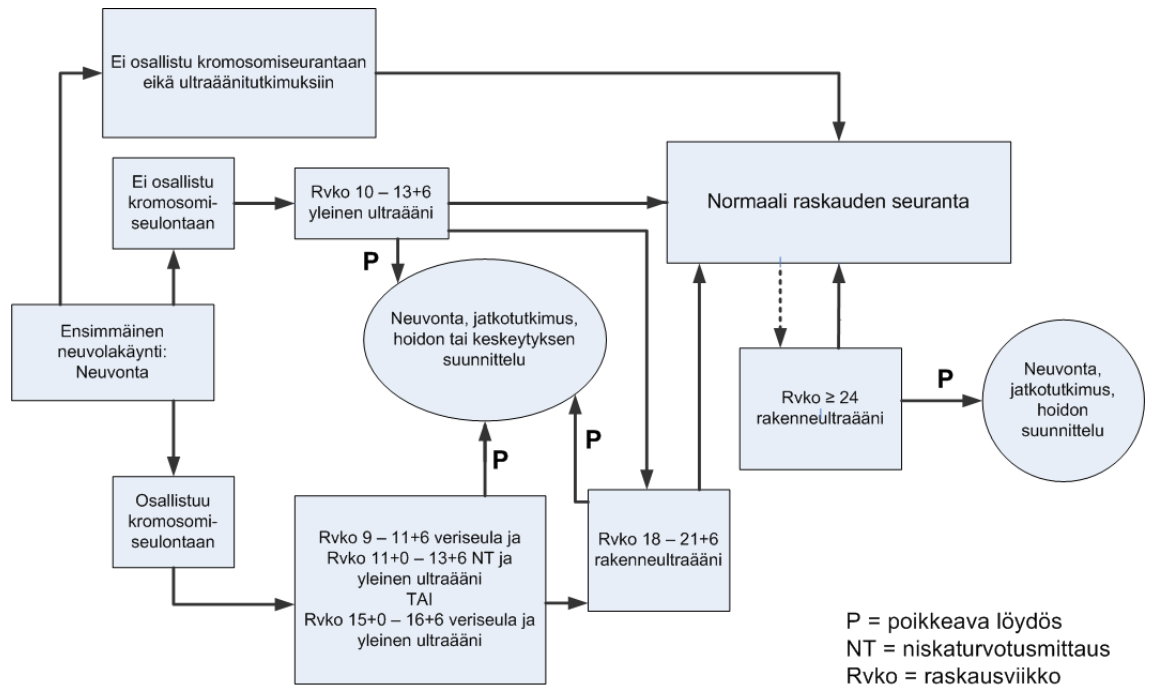 Ei osallistu kromosomiseurantaan
eikä ultraäänitutkimuksiin
Ei osallistu
kromosomi-
seulontaan
Rvko 10 – 13+6
yleinen ultraääni
Normaali raskauden seuranta
P
Neuvonta, jatkotutkimus,
hoidon tai keskeytyksen
suunnittelu
Ensimmäinen
neuvolakäynti:
Neuvonta
Rvko ≥ 24
rakenneultraääni
P
Neuvonta,
jatkotutkimus,
hoidon
suunnittelu
P
P
Osallistuu
kromosomi-
seulontaan
Rvko 9 – 11+6 veriseula ja
Rvko 11+0 – 13+6 NT ja
yleinen ultraääni
TAI
Rvko 15+0 – 16+6 veriseula ja
yleinen ultraääni
Rvko 18 – 21+6
rakenneultraääni
P = poikkeava löydös
NT = niskaturvotusmittaus
Rvko = raskausviikko